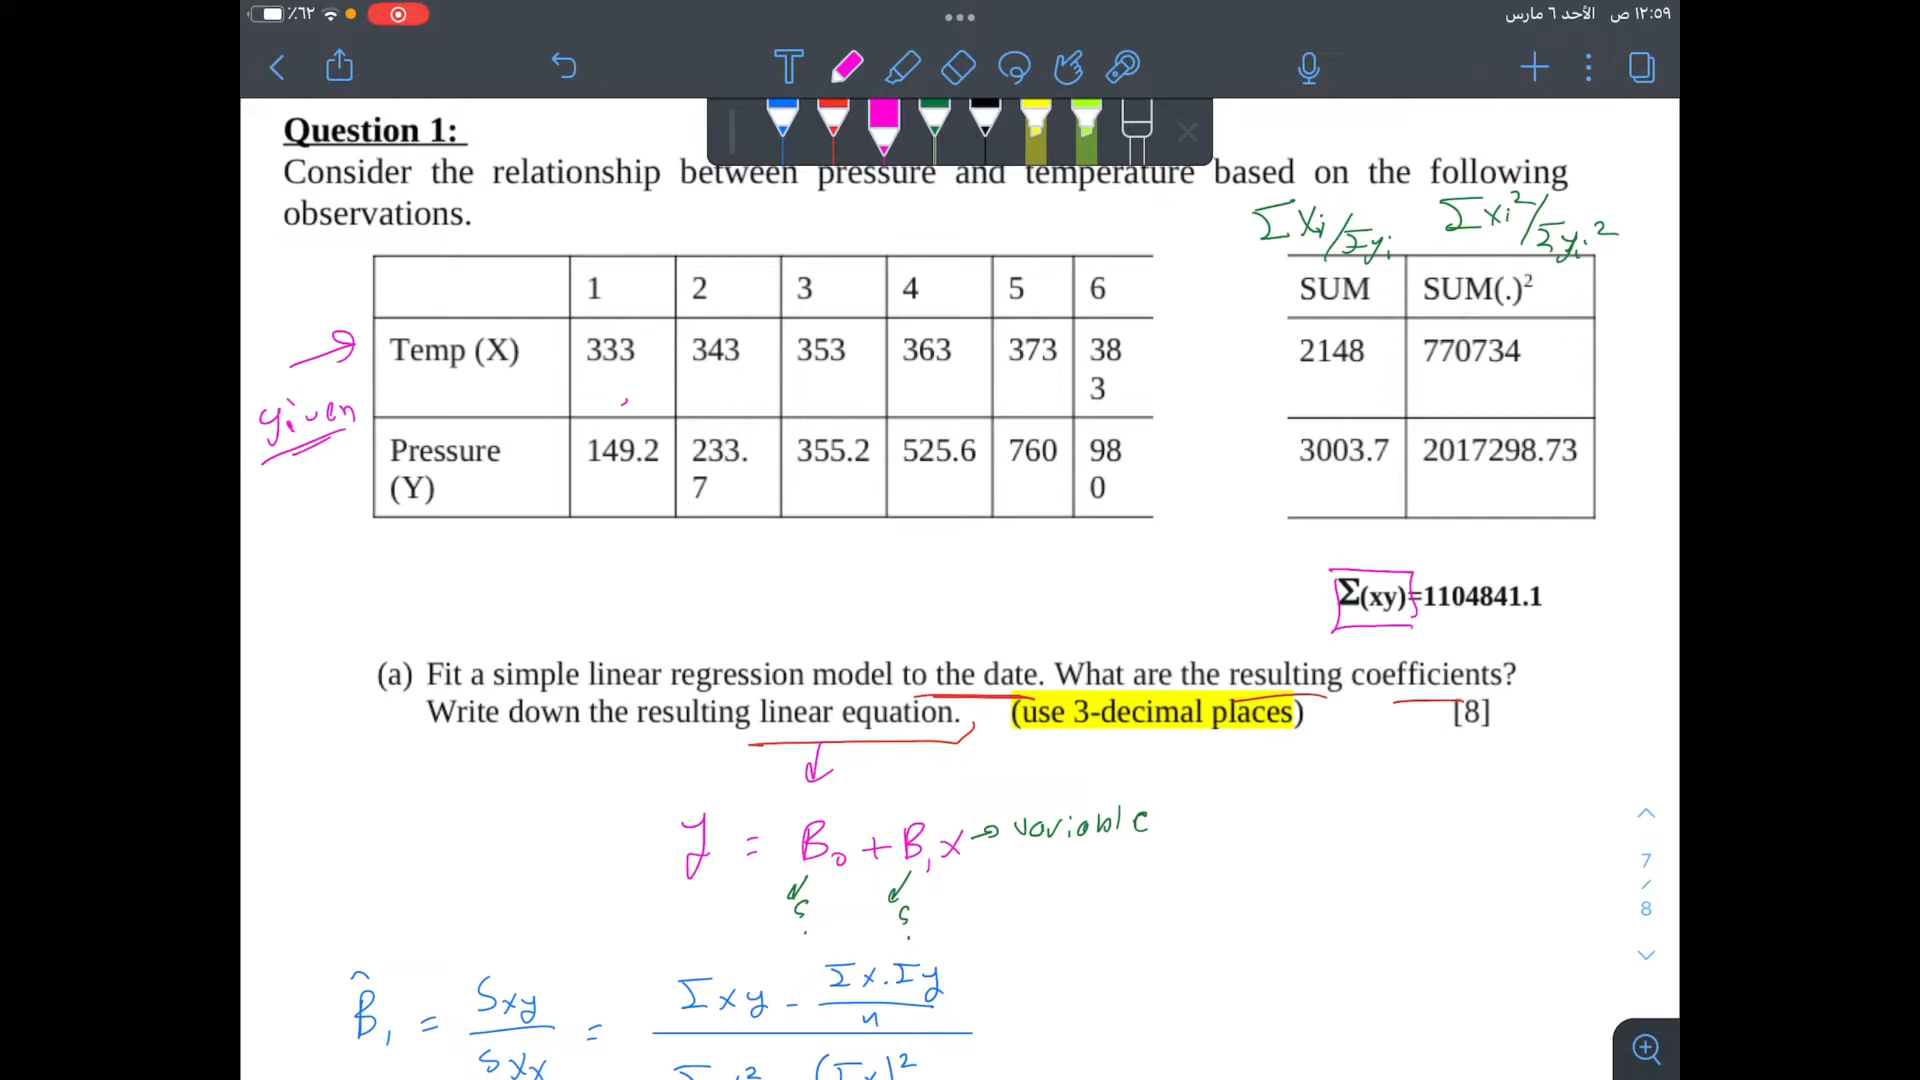 ٪٦٢
١٢:٥٩ ص الأحد ٦ مارس
Question 1:
Consider the relationship between pressure and temperature based on the following
observations.
Σxi/Σyi Σxi²/Σyi²
1 2 3 4 5 6 SUM SUM(.)²
Temp (X) 333 343 353 363 373 38 2148 770734
3
given
Pressure 149.2 233. 355.2 525.6 760 98 3003.7 2017298.73
(Y) 7 0
Σ(xy)=1104841.1
(a) Fit a simple linear regression model to the date. What are the resulting coefficients?
Write down the resulting linear equation. (use 3-decimal places) [8]
y = B₀ + B₁x → variable
? ?
B̂₁ = Sxy / Sxx = Σxy - Σx.Σy / n
(Σx)²
7
/
8